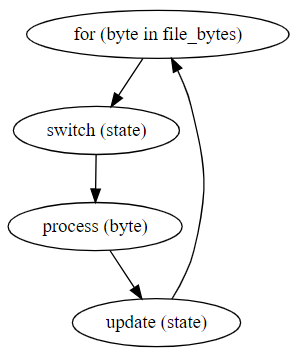 for (byte in file_bytes)
switch (state)
process (byte)
update (state)